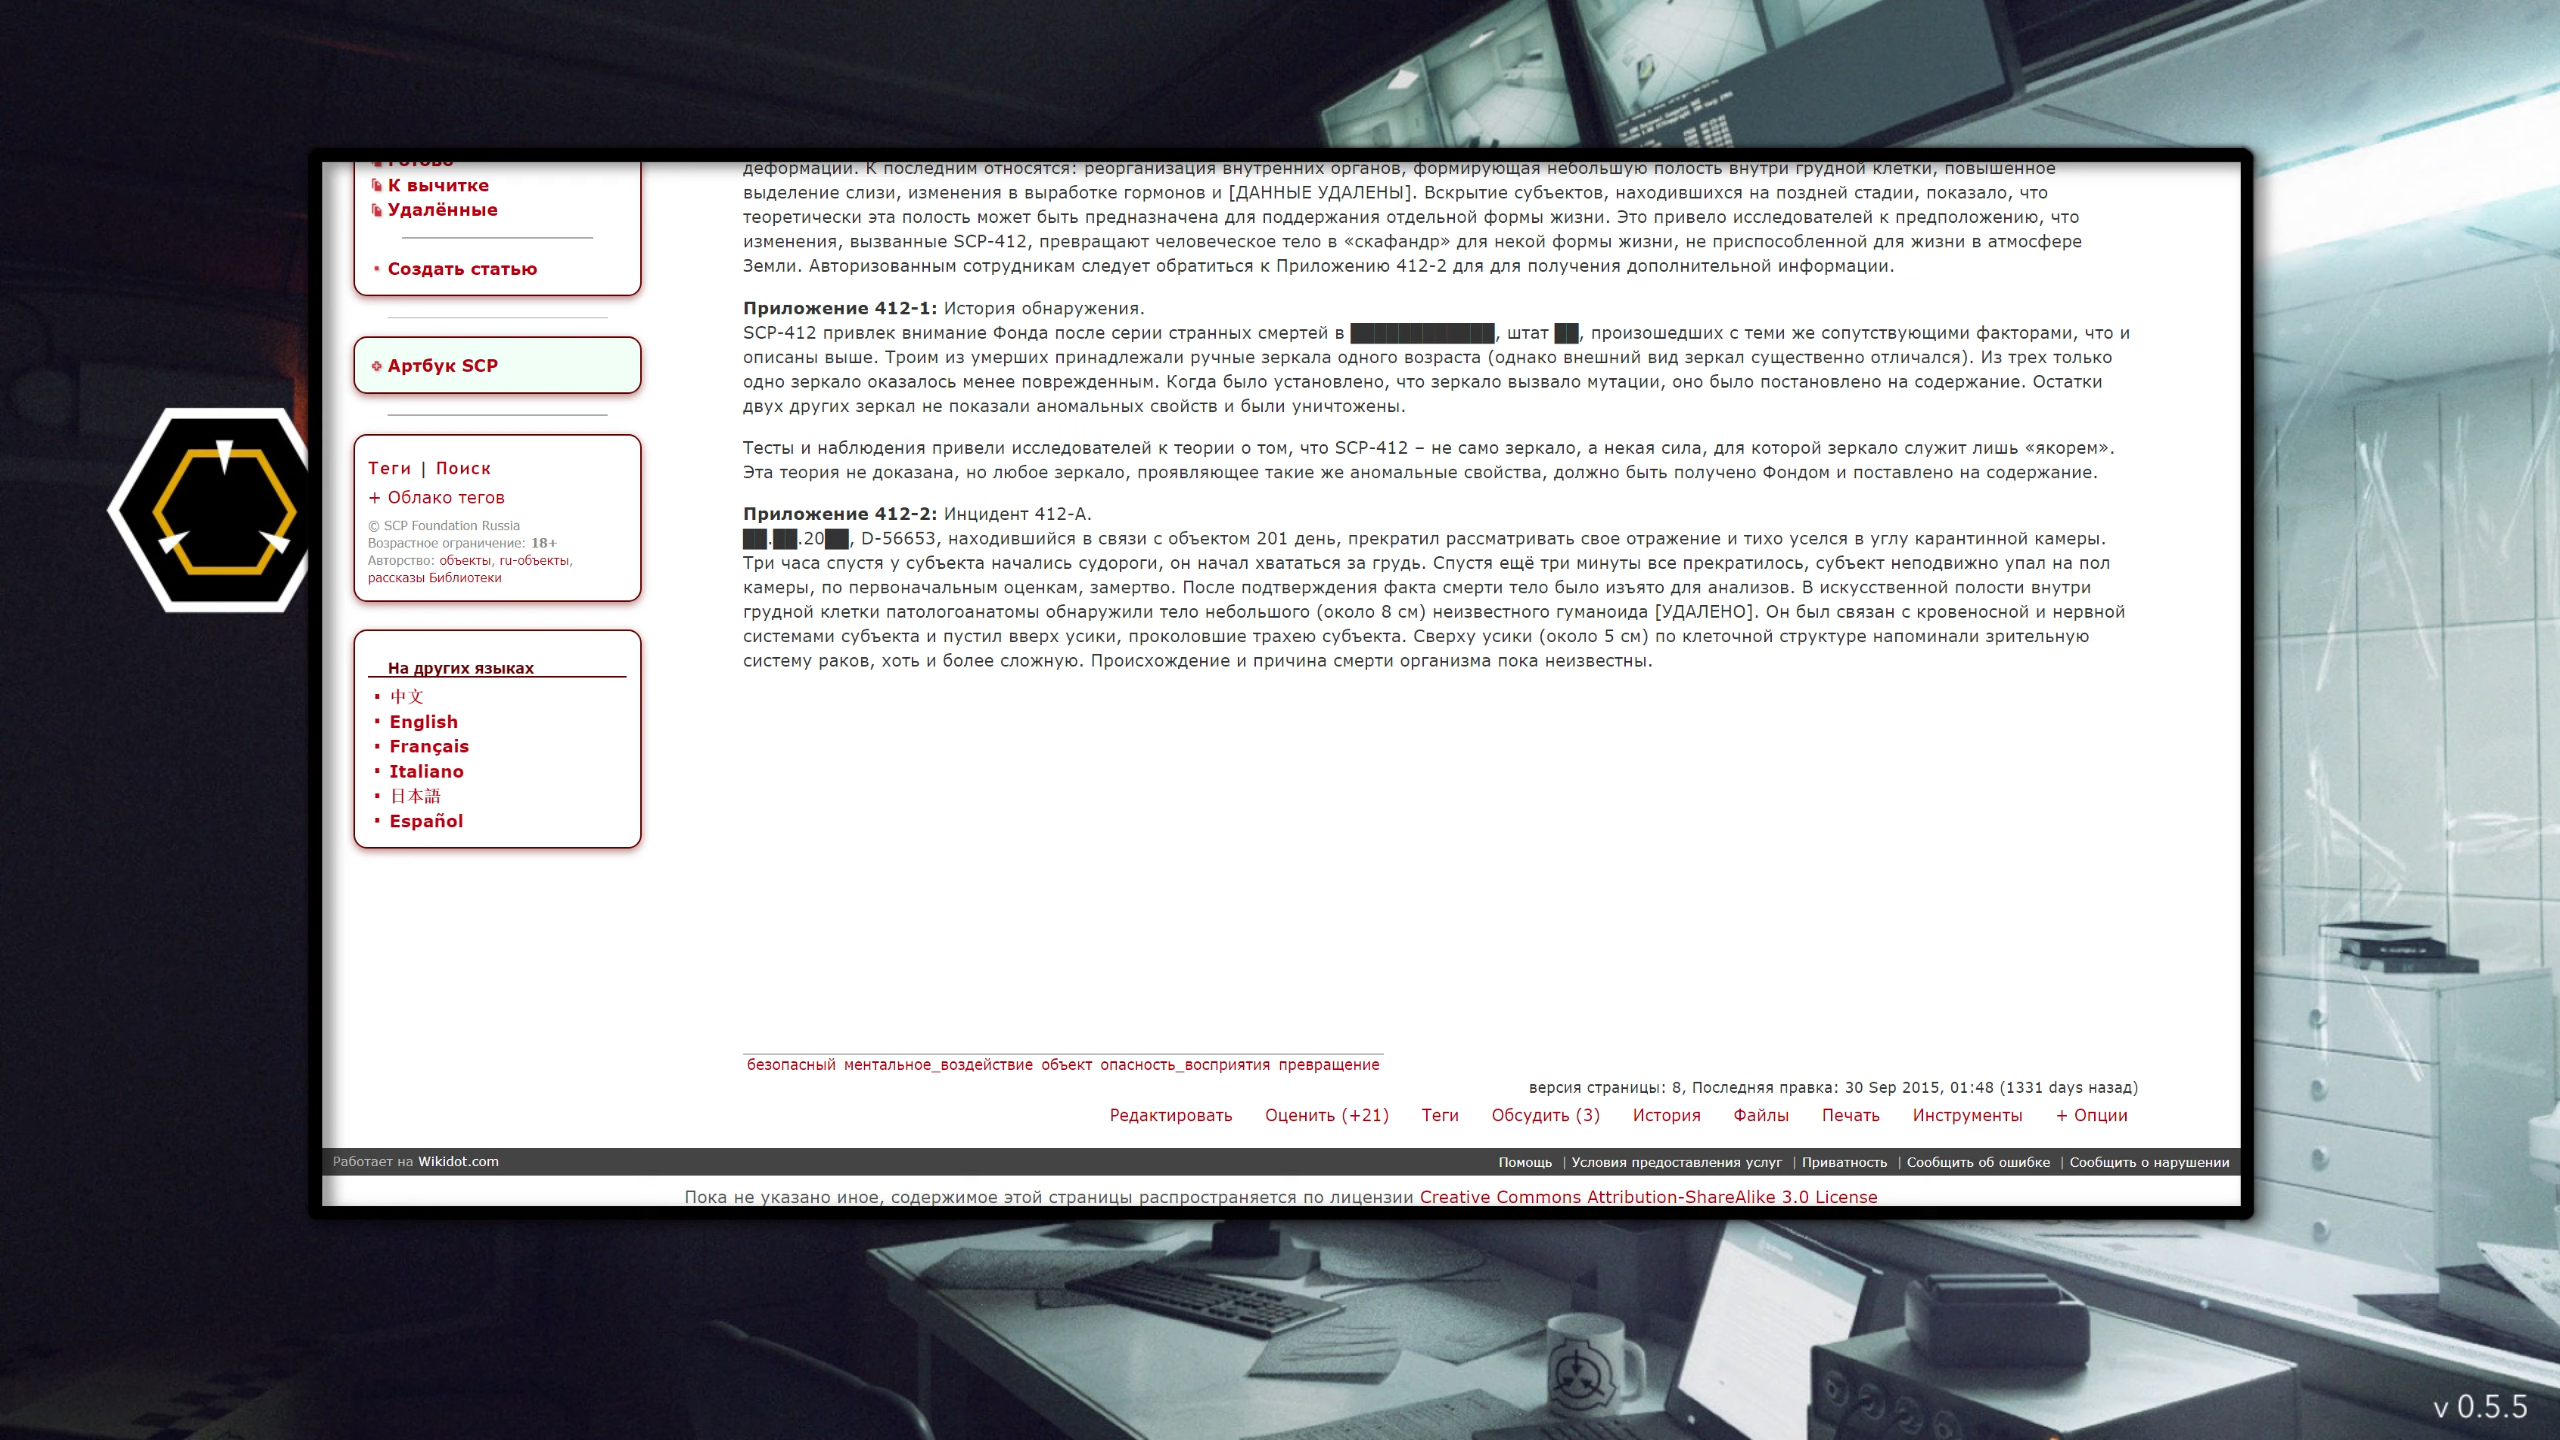 К вычитке
Удалённые
Создать статью
Артбук SCP
Теги | Поиск
+ Облако тегов
© SCP Foundation Russia
Возрастное ограничение: 18+
Авторство: объекты, ru-объекты,
рассказы Библиотеки
На других языках
中文
English
Français
Italiano
日本語
Español
деформации. К последним относятся: реорганизация внутренних органов, формирующая небольшую полость внутри грудной клетки, повышенное
выделение слизи, изменения в выработке гормонов и [ДАННЫЕ УДАЛЕНЫ]. Вскрытие субъектов, находившихся на поздней стадии, показало, что
теоретически эта полость может быть предназначена для поддержания отдельной формы жизни. Это привело исследователей к предположению, что
изменения, вызванные SCP-412, превращают человеческое тело в «скафандр» для некой формы жизни, не приспособленной для жизни в атмосфере
Земли. Авторизованным сотрудникам следует обратиться к Приложению 412-2 для для получения дополнительной информации.
Приложение 412-1: История обнаружения.
SCP-412 привлек внимание Фонда после серии странных смертей в ████████████, штат ██, произошедших с теми же сопутствующими факторами, что и
описаны выше. Троим из умерших принадлежали ручные зеркала одного возраста (однако внешний вид зеркал существенно отличался). Из трех только
одно зеркало оказалось менее поврежденным. Когда было установлено, что зеркало вызвало мутации, оно было постановлено на содержание. Остатки
двух других зеркал не показали аномальных свойств и были уничтожены.
Тесты и наблюдения привели исследователей к теории о том, что SCP-412 – не само зеркало, а некая сила, для которой зеркало служит лишь «якорем».
Эта теория не доказана, но любое зеркало, проявляющее такие же аномальные свойства, должно быть получено Фондом и поставлено на содержание.
Приложение 412-2: Инцидент 412-А.
██.██.20██, D-56653, находившийся в связи с объектом 201 день, прекратил рассматривать свое отражение и тихо уселся в углу карантинной камеры.
Три часа спустя у субъекта начались судороги, он начал хвататься за грудь. Спустя ещё три минуты все прекратилось, субъект неподвижно упал на пол
камеры, по первоначальным оценкам, замертво. После подтверждения факта смерти тело было изъято для анализов. В искусственной полости внутри
грудной клетки патологоанатомы обнаружили тело небольшого (около 8 см) неизвестного гуманоида [УДАЛЕНО]. Он был связан с кровеносной и нервной
системами субъекта и пустил вверх усики, проколовшие трахею субъекта. Сверху усики (около 5 см) по клеточной структуре напоминали зрительную
систему раков, хоть и более сложную. Происхождение и причина смерти организма пока неизвестны.
безопасный ментальное_воздействие объект опасность_восприятия превращение
версия страницы: 8, Последняя правка: 30 Sep 2015, 01:48 (1331 days назад)
Редактировать Оценить (+21) Теги Обсудить (3) История Файлы Печать Инструменты + Опции
Работает на Wikidot.com
Помощь | Условия предоставления услуг | Приватность | Сообщить об ошибке | Сообщить о нарушении
Пока не указано иное, содержимое этой страницы распространяется по лицензии Creative Commons Attribution-ShareAlike 3.0 License
v 0.5.5